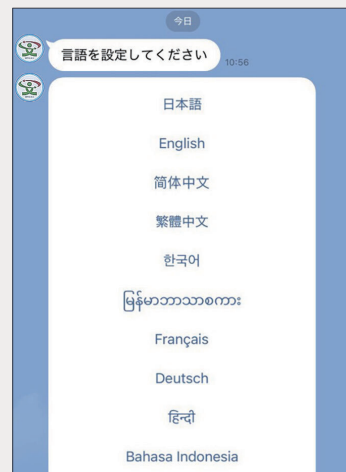 今日
言語を設定してください
10:56
日本語
English
简体中文
繁體中文
한국어
မြန်မာဘာသာစကား
Français
Deutsch
हिन्दी
Bahasa Indonesia